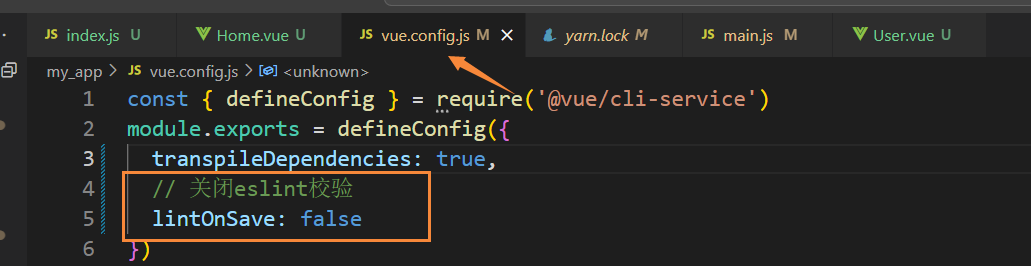 JS index.js U
Home.vue U
JS vue.config.js M ×
yarn.lock M
JS main.js M
User.vue U
my_app > JS vue.config.js > <unknown>
1 const { defineConfig } = require('@vue/cli-service')
2 module.exports = defineConfig({
3 transpileDependencies: true,
4 // 关闭eslint校验
5 lintOnSave: false
6 })